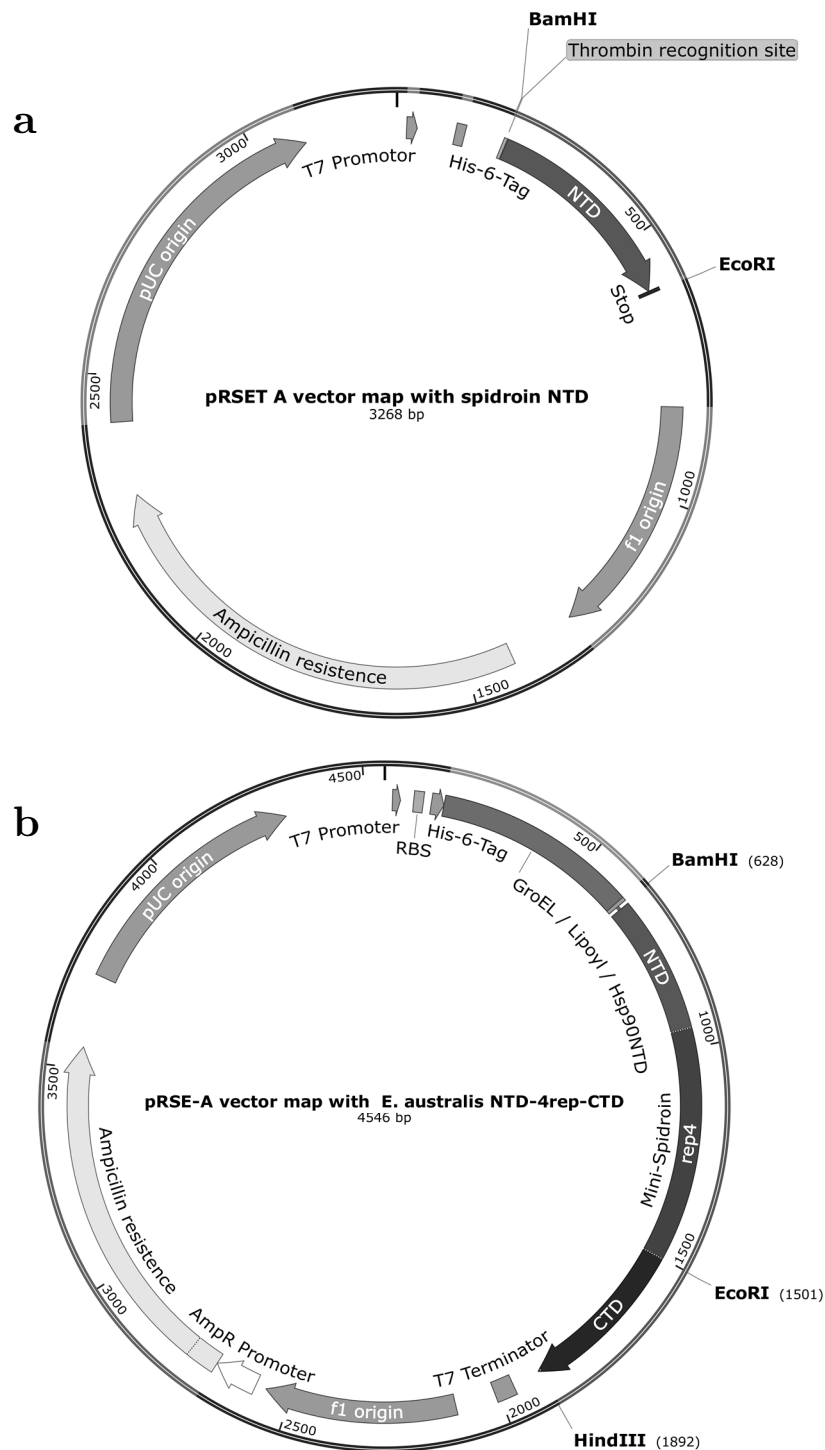 a
BamHI
Thrombin recognition site
3000
T7 Promotor
His-6-Tag
NTD
500
EcoRI
Stop
pUC origin
2500
pRSET A vector map with spidroin NTD
3268 bp
1000
f1 origin
Ampicillin resistence
2000
1500
b
4500
T7 Promoter
RBS
His-6-Tag
500
BamHI (628)
4000
pUC origin
GroEL / Lipoyl / Hsp90NTD
NTD
1000
3500
pRSE-A vector map with E. australis NTD-4rep-CTD
4546 bp
Mini-Spidroin
rep4
Ampicillin resistence
1500
EcoRI (1501)
3000
CTD
AmpR Promoter
T7 Terminator
f1 origin
2500
2000
HindIII (1892)